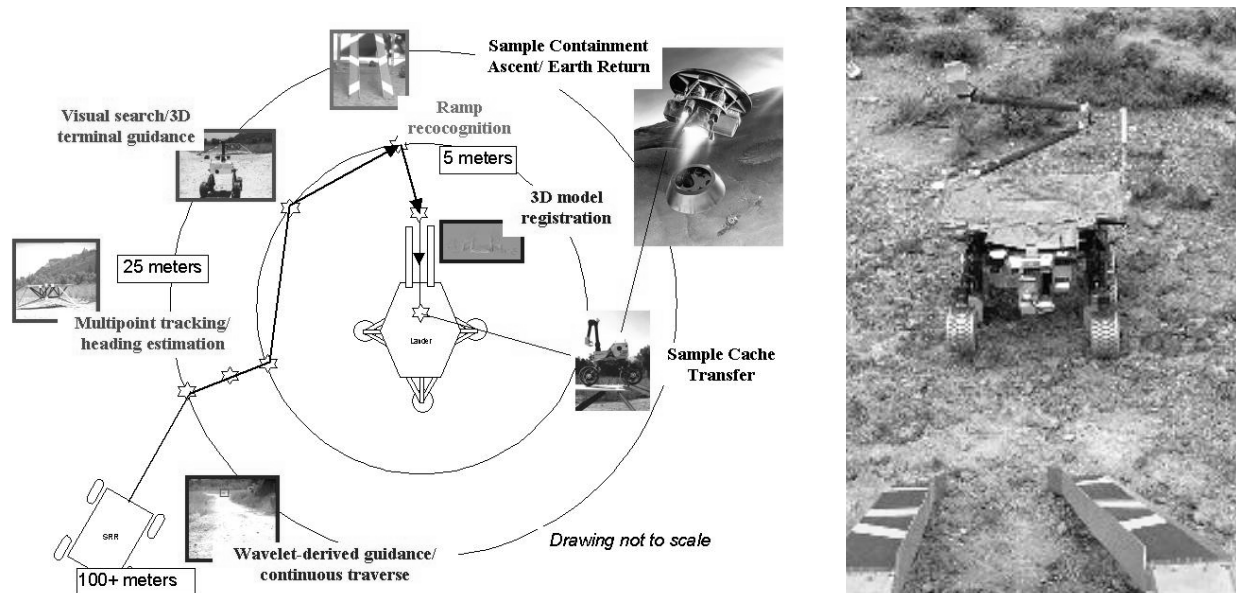 Sample Containment
Ascent/ Earth Return
Visual search/3D
terminal guidance
Ramp
recocognition
5 meters
3D model
registration
25 meters
Multipoint tracking/
heading estimation
Lander
Sample Cache
Transfer
SRR
100+ meters
Wavelet-derived guidance/
continuous traverse
Drawing not to scale